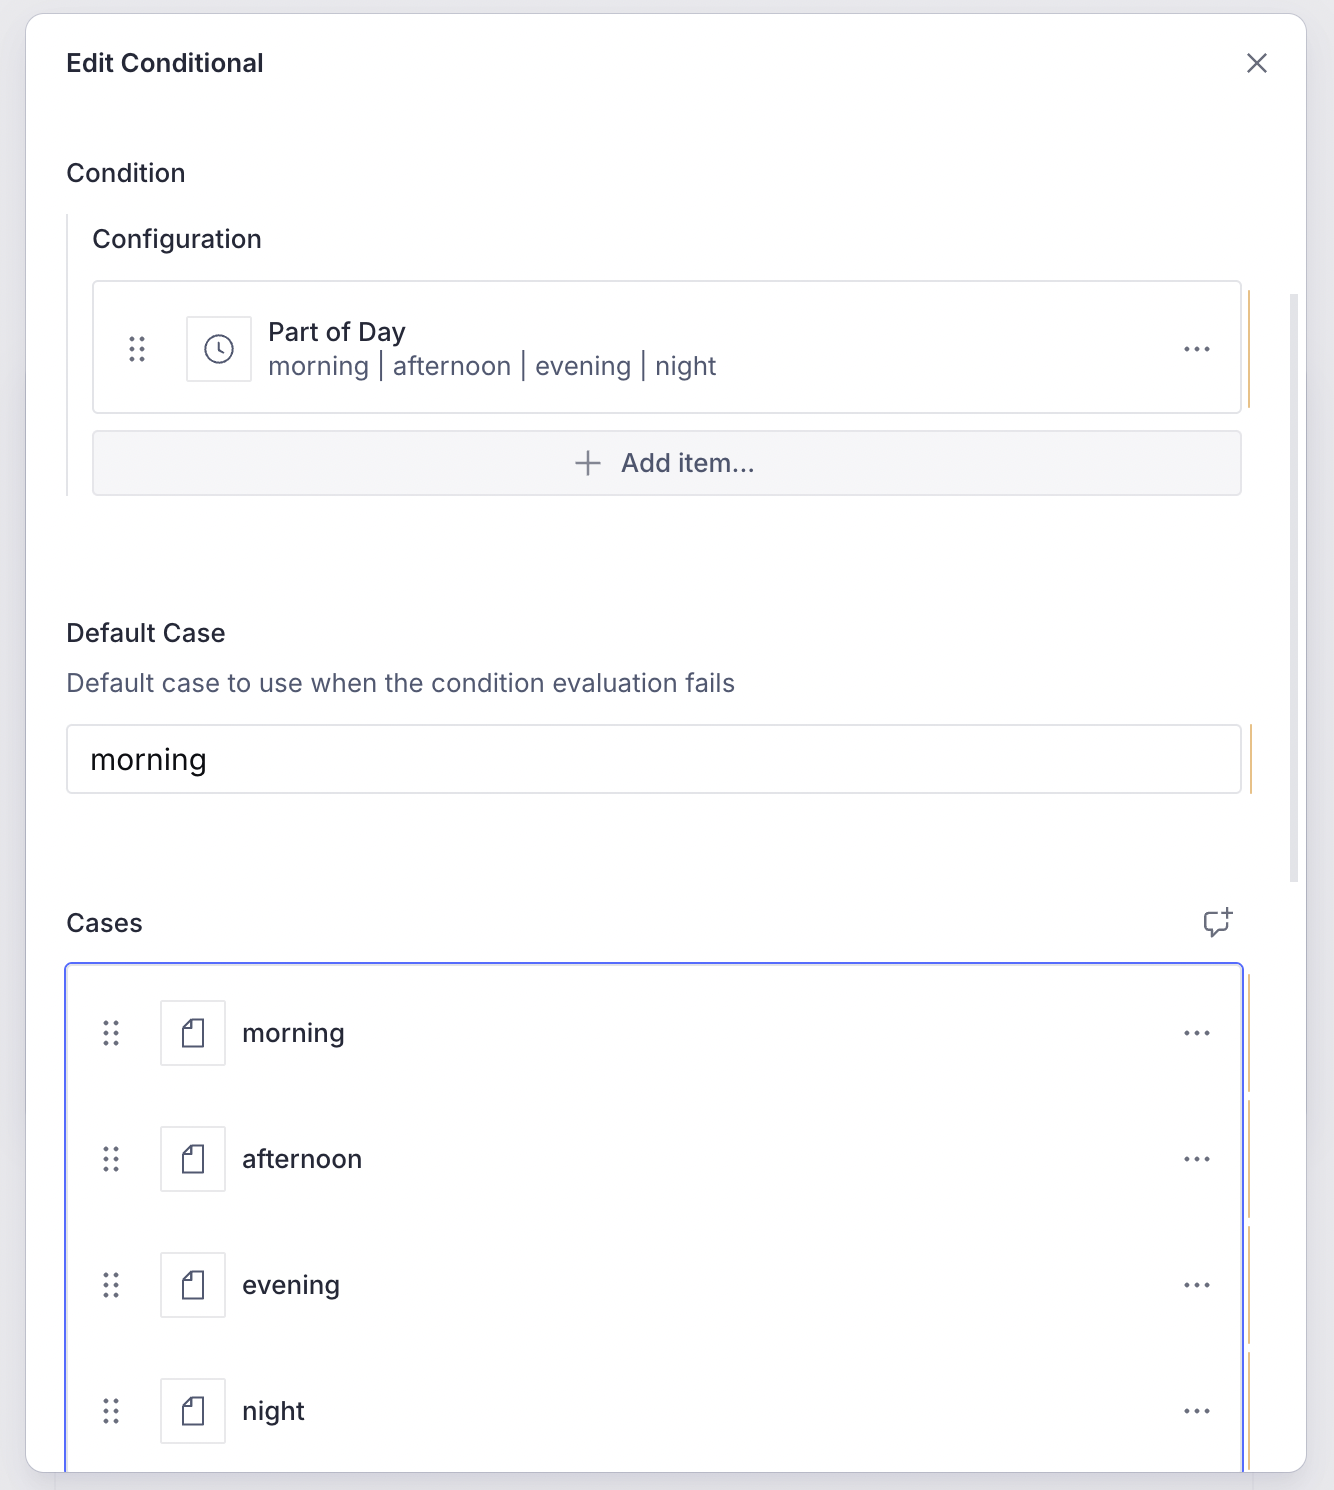 Edit Conditional
Condition
Configuration
Part of Day
morning | afternoon | evening | night
Add item...
Default Case
Default case to use when the condition evaluation fails
morning
Cases
morning
afternoon
evening
night